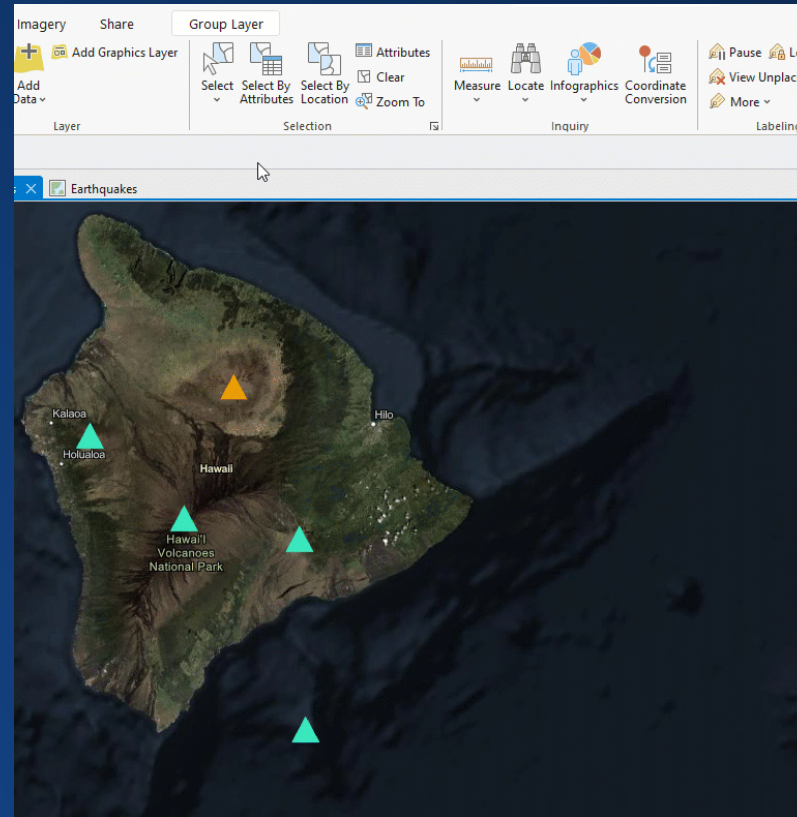 Imagery Share Group Layer
Add Graphics Layer
Add
Data
Layer
Select
Select By
Attributes
Select By
Location
Attributes
Clear
Zoom To
Selection
Measure
Locate
Infographics
Coordinate
Conversion
Inquiry
Pause
View Unplac
More
Labeling
Earthquakes
Kalaoa
Holualoa
Hilo
Hawaii
Hawai'I
Volcanoes
National Park